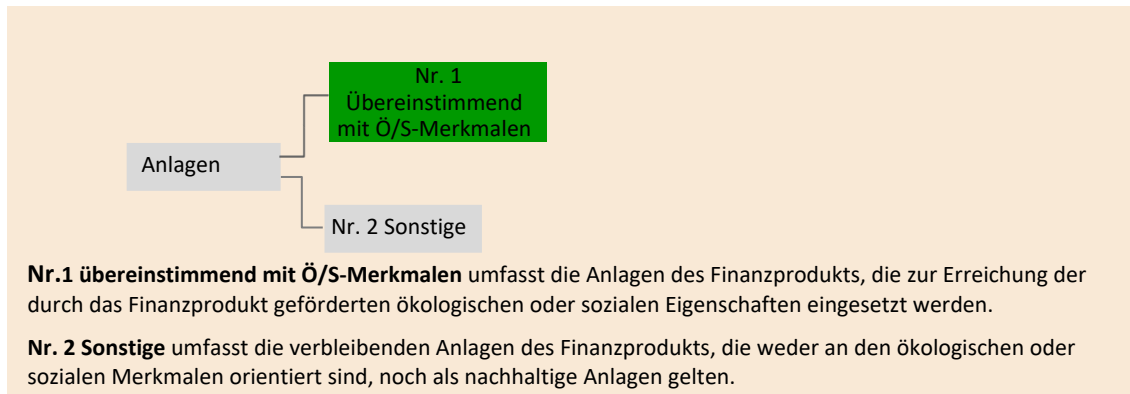 Nr. 1
Übereinstimmend
mit Ö/S-Merkmalen
Anlagen
Nr. 2 Sonstige
Nr.1 übereinstimmend mit Ö/S-Merkmalen umfasst die Anlagen des Finanzprodukts, die zur Erreichung der
durch das Finanzprodukt geförderten ökologischen oder sozialen Eigenschaften eingesetzt werden.
Nr. 2 Sonstige umfasst die verbleibenden Anlagen des Finanzprodukts, die weder an den ökologischen oder
sozialen Merkmalen orientiert sind, noch als nachhaltige Anlagen gelten.